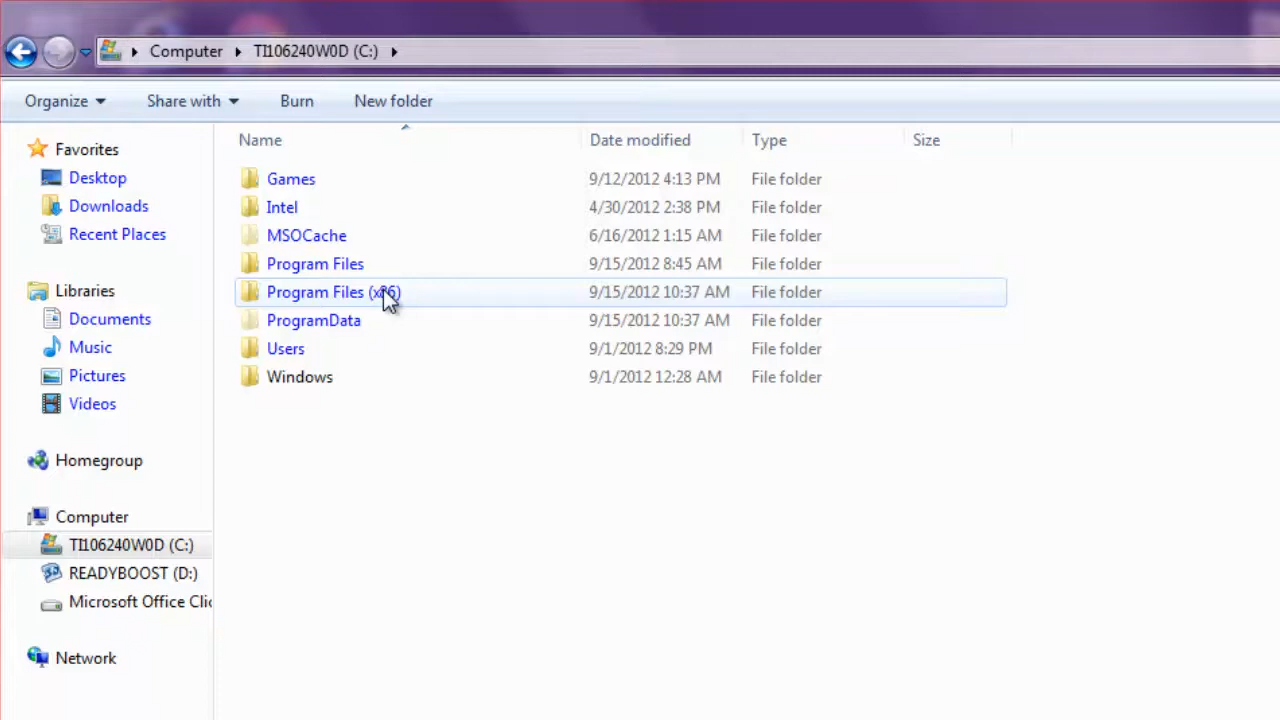 Computer TI106240W0D (C:)
Organize Share with Burn New folder
Name Date modified Type Size
Favorites
Desktop
Downloads
Recent Places
Libraries
Documents
Music
Pictures
Videos
Homegroup
Computer
TI106240W0D (C:)
READYBOOST (D:)
Microsoft Office Clic
Network
Games 9/12/2012 4:13 PM File folder
Intel 4/30/2012 2:38 PM File folder
MSOCache 6/16/2012 1:15 AM File folder
Program Files 9/15/2012 8:45 AM File folder
Program Files (x86) 9/15/2012 10:37 AM File folder
ProgramData 9/15/2012 10:37 AM File folder
Users 9/1/2012 8:29 PM File folder
Windows 9/1/2012 12:28 AM File folder